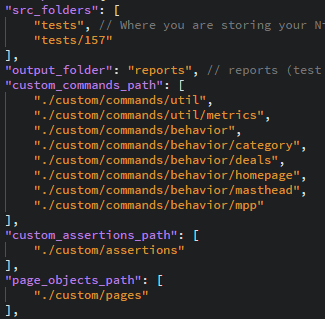 "src_folders": [
"tests", // Where you are storing your
"tests/157"
],
"output_folder": "reports", // reports (test
"custom_commands_path": [
"./custom/commands/util",
"./custom/commands/util/metrics",
"./custom/commands/behavior",
"./custom/commands/behavior/category",
"./custom/commands/behavior/deals",
"./custom/commands/behavior/homepage",
"./custom/commands/behavior/masthead",
"./custom/commands/behavior/mpp"
],
"custom_assertions_path": [
"./custom/assertions"
],
"page_objects_path": [
"./custom/pages"
],